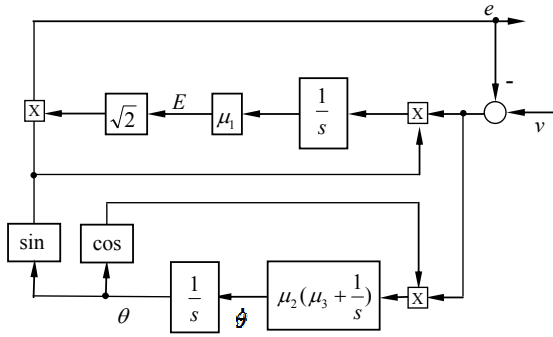 e
-
X
√2
E
μ₁
1/s
X
v
sin
cos
θ
1/s
θ̇
μ₂(μ₃ + 1/s)
X